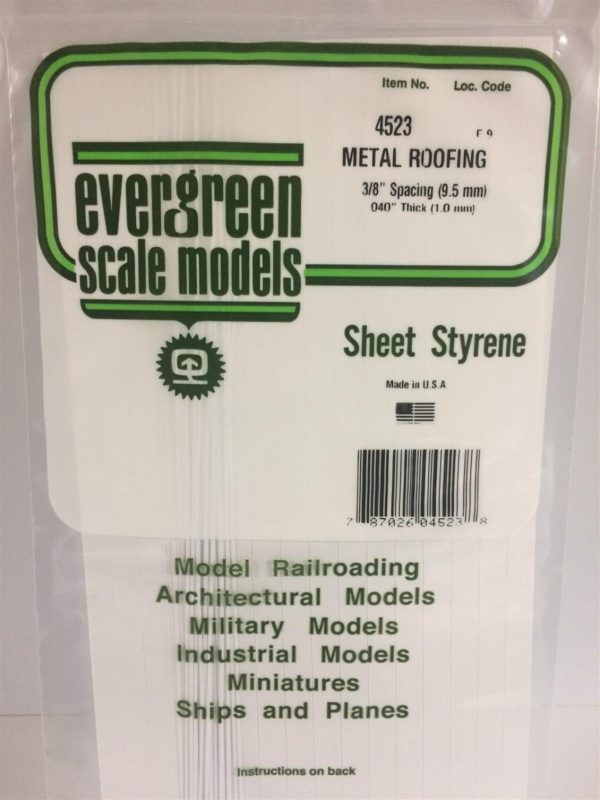 Item No. Loc. Code
4523 F 9
METAL ROOFING
3/8" Spacing (9.5 mm)
040" Thick (1.0 mm)
evergreen
scale models
Sheet Styrene
Made in U.S.A
7 87026 04523 8
Model Railroading
Architectural Models
Military Models
Industrial Models
Miniatures
Ships and Planes
Instructions on back